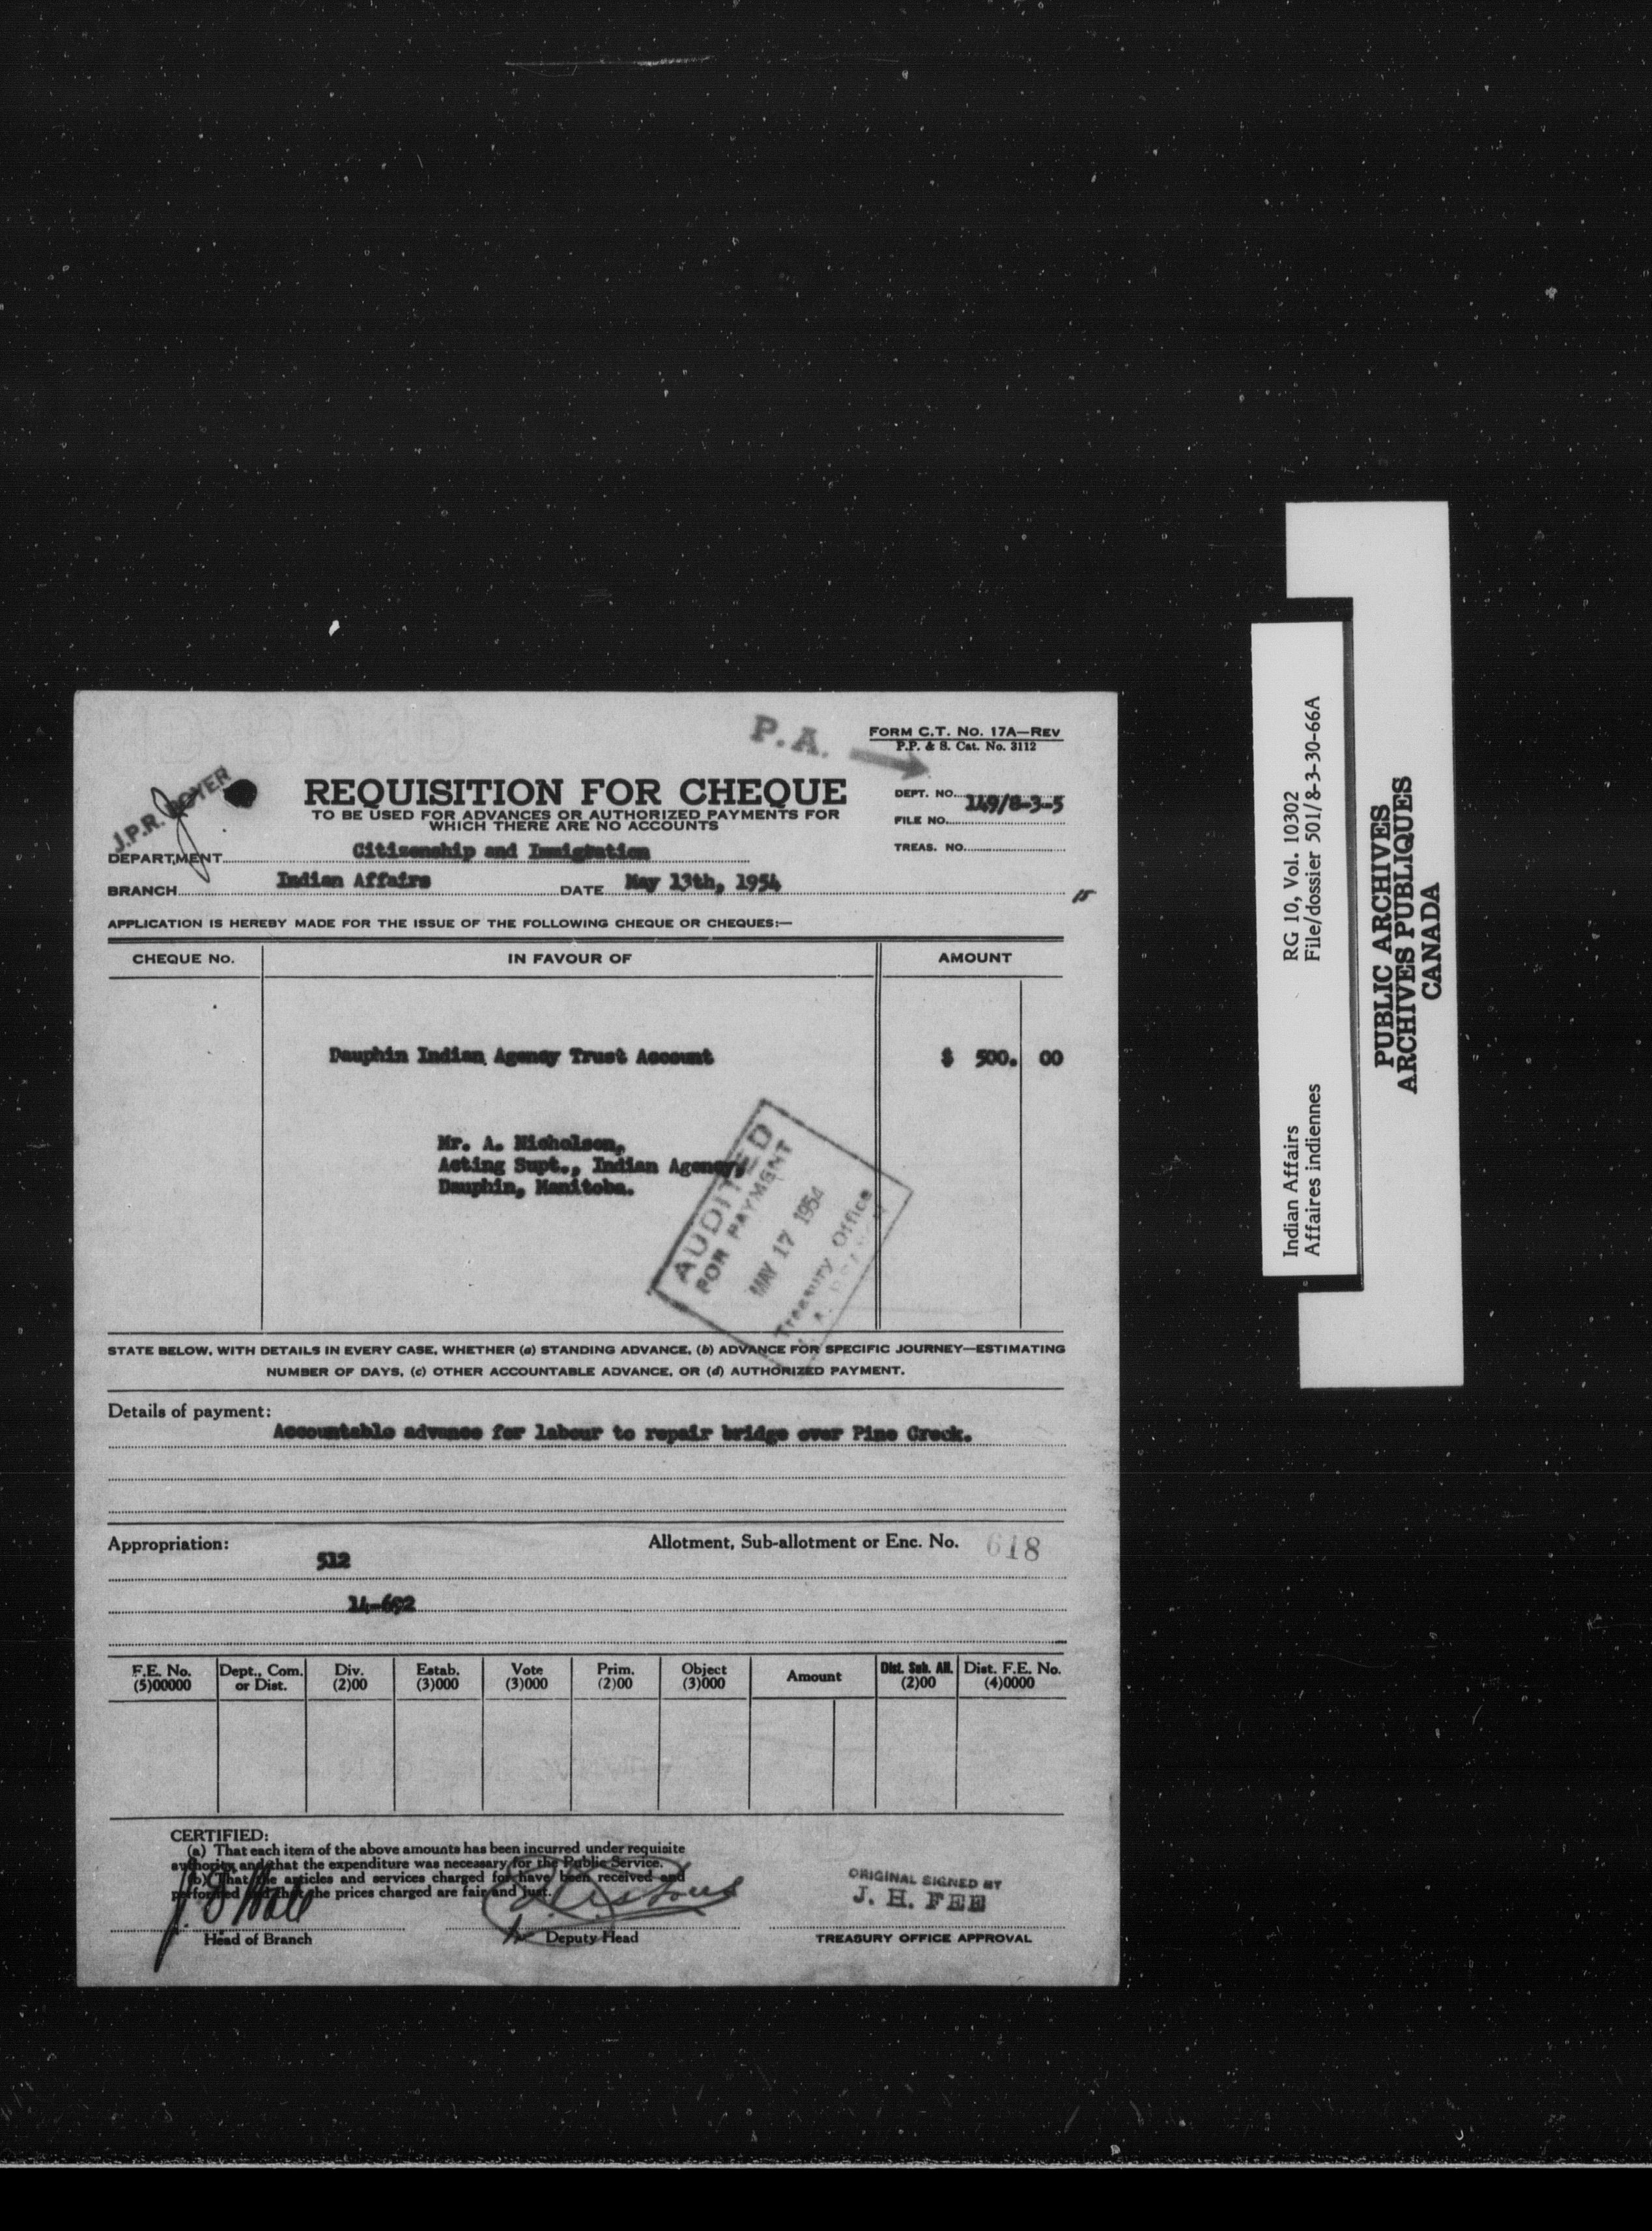 P.A.
FORM C.T. No. 17A—REV
P.P. & S. Cat. No. 3112
J.P.R. BOYER
REQUISITION FOR CHEQUE
TO BE USED FOR ADVANCES OR AUTHORIZED PAYMENTS FOR
WHICH THERE ARE NO ACCOUNTS
DEPT. NO. 149/8-3-5
FILE NO.
TREAS. NO.
DEPARTMENT Citizenship and Immigration
BRANCH Indian Affairs DATE May 13th, 1954
15
APPLICATION IS HEREBY MADE FOR THE ISSUE OF THE FOLLOWING CHEQUE OR CHEQUES:—
CHEQUE No. IN FAVOUR OF AMOUNT
Dauphin Indian Agency Trust Account $ 500. 00
Mr. A. Nicholson,
Acting Supt., Indian Agency,
Dauphin, Manitoba.
AUDITED
FOR PAYMENT
MAY 17 1954
Treasury Office
STATE BELOW, WITH DETAILS IN EVERY CASE, WHETHER (a) STANDING ADVANCE, (b) ADVANCE FOR SPECIFIC JOURNEY—ESTIMATING
NUMBER OF DAYS, (c) OTHER ACCOUNTABLE ADVANCE, OR (d) AUTHORIZED PAYMENT.
Details of payment:
Accountable advance for labour to repair bridge over Pine Creek.
Appropriation: Allotment, Sub-allotment or Enc. No. 618
512
14-692
F.E. No. Dept., Com. Div. Estab. Vote Prim. Object Amount Dist. Sub. All. Dist. F.E. No.
(5)00000 or Dist. (2)00 (3)000 (3)000 (2)00 (3)000 (2)00 (4)0000
CERTIFIED:
(a) That each item of the above amounts has been incurred under requisite
authority, and that the expenditure was necessary for the Public Service.
(b) That the articles and services charged for have been received and
performed and that the prices charged are fair and just.
ORIGINAL SIGNED BY
J. H. FEE
Head of Branch Deputy Head TREASURY OFFICE APPROVAL
Indian Affairs RG 10, Vol. 10302
Affaires indiennes File/dossier 501/8-3-30-66A
PUBLIC ARCHIVES
ARCHIVES PUBLIQUES
CANADA